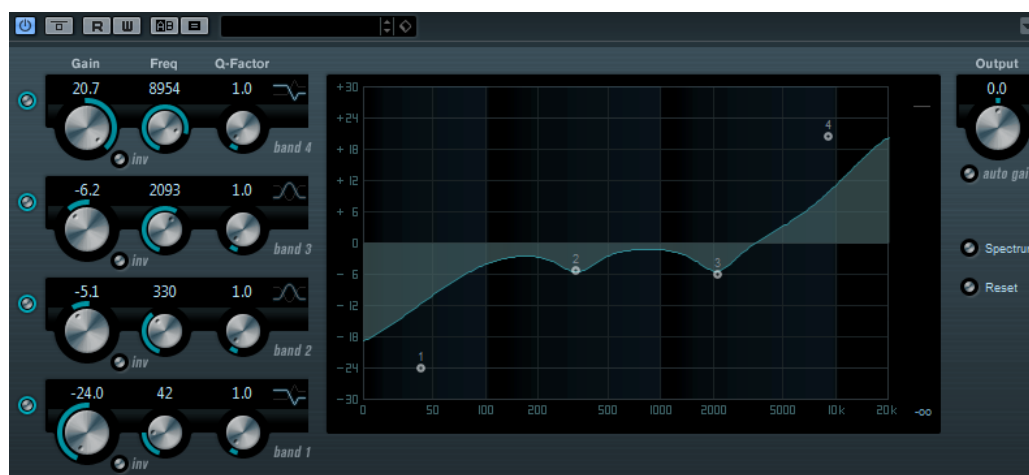 R W AB
Gain Freq Q-Factor Output
20.7 8954 1.0 0.0
inv band 4
auto gai
-6.2 2093 1.0
inv band 3
Spectrum
Reset
-5.1 330 1.0
inv band 2
-24.0 42 1.0
inv band 1
+30
+24
+ 18
+ 12
+ 6
0
- 6
- 12
- 18
- 24
- 30
1 2 3 4
0 50 100 200 500 1000 2000 5000 10k 20k -∞